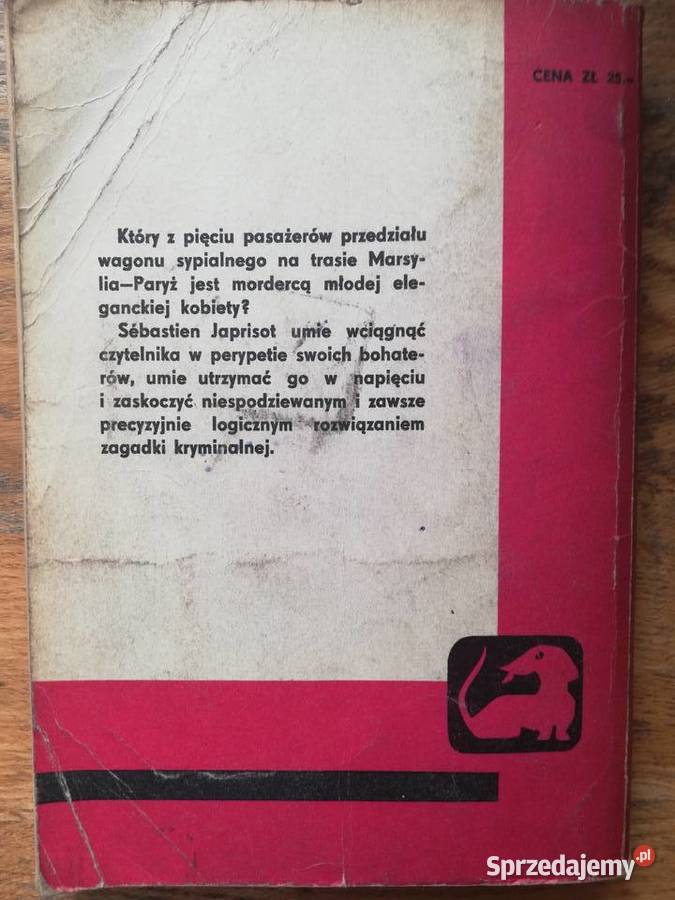 CENA ZŁ 25.-
Który z pięciu pasażerów przedziału
wagonu sypialnego na trasie Marsy-
lia—Paryż jest mordercą młodej ele-
ganckiej kobiety?
Sébastien Japrisot umie wciągnąć
czytelnika w perypetie swoich bohate-
rów, umie utrzymać go w napięciu
i zaskoczyć niespodziewanym i zawsze
precyzyjnie logicznym rozwiązaniem
zagadki kryminalnej.
Sprzedajemy.pl